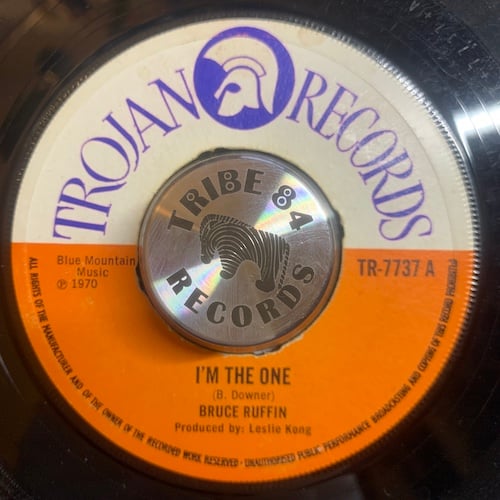 TROJAN RECORDS
TRIBE 84
RECORDS
Blue Mountain
Music
℗ 1970
TR-7737 A
I'M THE ONE
(B. Downer)
BRUCE RUFFIN
Produced by: Leslie Kong
ALL RIGHTS OF THE MANUFACTURER AND OF THE OWNER OF THE RECORDED WORK RESERVED - UNAUTHORISED PUBLIC PERFORMANCE BROADCASTING AND COPYING OF THIS RECORD PROHIBITED